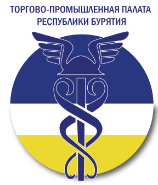 ТОРГОВО-ПРОМЫШЛЕННАЯ ПАЛАТА
РЕСПУБЛИКИ БУРЯТИЯ